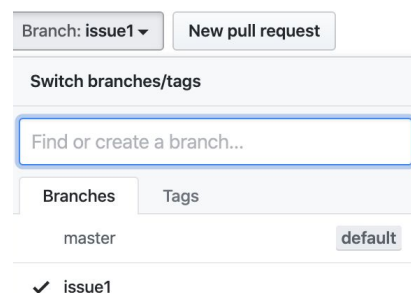 Branch: issue1 New pull request
Switch branches/tags
Find or create a branch...
Branches Tags
master default
issue1